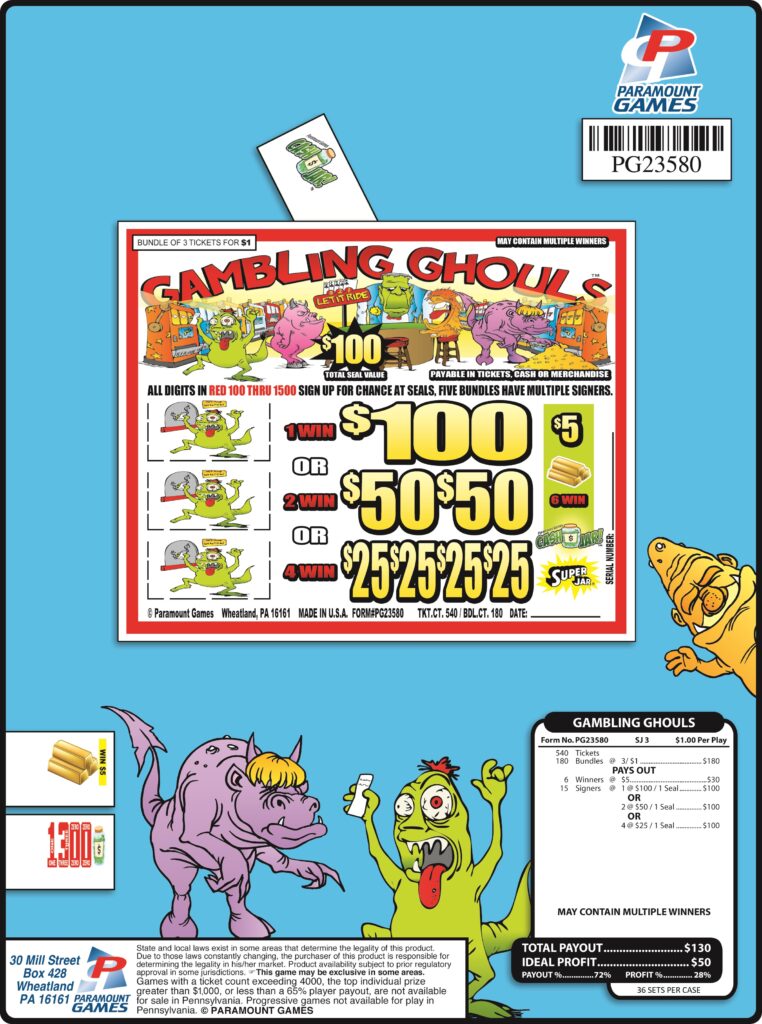 PARAMOUNT
GAMES
PG23580
CASH JAR!
BUNDLE OF 3 TICKETS FOR $1
MAY CONTAIN MULTIPLE WINNERS
GAMBLING GHOULS™
LET IT RIDE
$100
TOTAL SEAL VALUE
PAYABLE IN TICKETS, CASH OR MERCHANDISE
ALL DIGITS IN RED 100 THRU 1500 SIGN UP FOR CHANCE AT SEALS, FIVE BUNDLES HAVE MULTIPLE SIGNERS.
1 WIN $100
OR
2 WIN $50 $50
OR
4 WIN $25 $25 $25 $25
$5
6 WIN
CASH JAR!
SUPER JAR
SERIAL NUMBER:
© Paramount Games Wheatland, PA 16161 MADE IN U.S.A. FORM#PG23580 TKT.CT. 540 / BDL.CT. 180 DATE:
WIN $5
1300
ONE THREE ZERO ZERO
GAMBLING GHOULS
Form No. PG23580 SJ 3 $1.00 Per Play
540 Tickets
180 Bundles @ 3/ $1 ............ $180
PAYS OUT
6 Winners @ $5 ............ $30
15 Signers @ 1 @ $100 / 1 Seal ............ $100
OR
2 @ $50 / 1 Seal ............ $100
OR
4 @ $25 / 1 Seal ............ $100
MAY CONTAIN MULTIPLE WINNERS
TOTAL PAYOUT............ $130
IDEAL PROFIT............ $50
PAYOUT %............72% PROFIT %............28%
36 SETS PER CASE
30 Mill Street
Box 428
Wheatland
PA 16161
PARAMOUNT
GAMES
State and local laws exist in some areas that determine the legality of this product.
Due to those laws constantly changing, the purchaser of this product is responsible for
determining the legality in his/her market. Product availability subject to prior regulatory
approval in some jurisdictions. ☞This game may be exclusive in some areas.
Games with a ticket count exceeding 4000, the top individual prize
greater than $1,000, or less than a 65% player payout, are not available
for sale in Pennsylvania. Progressive games not available for play in
Pennsylvania. © PARAMOUNT GAMES